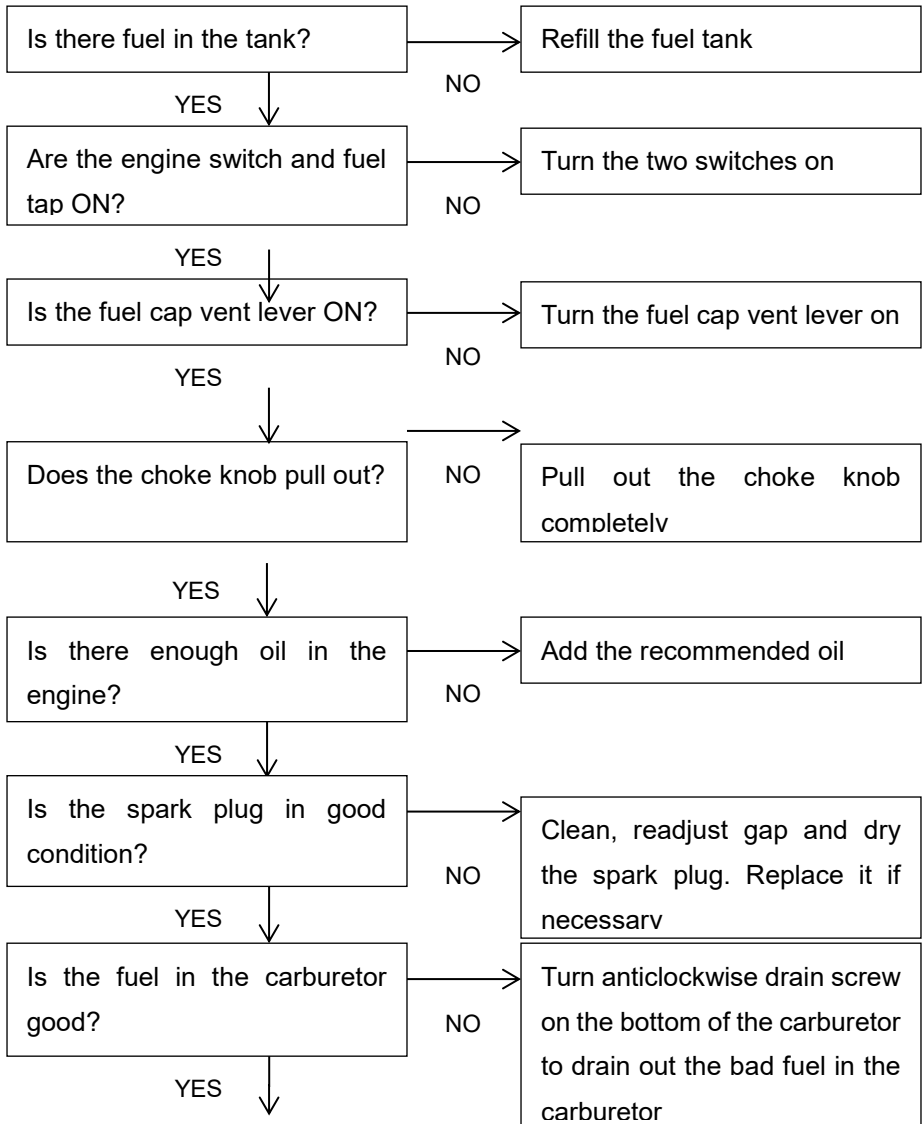 Is there fuel in the tank?
Refill the fuel tank
NO
YES
Are the engine switch and fuel
tap ON?
Turn the two switches on
NO
YES
Is the fuel cap vent lever ON?
Turn the fuel cap vent lever on
NO
YES
Does the choke knob pull out?
NO
Pull out the choke knob
completely
YES
Is there enough oil in the
engine?
Add the recommended oil
NO
YES
Is the spark plug in good
condition?
Clean, readjust gap and dry
the spark plug. Replace it if
necessary
NO
YES
Is the fuel in the carburetor
good?
Turn anticlockwise drain screw
on the bottom of the carburetor
to drain out the bad fuel in the
carburetor
NO
YES